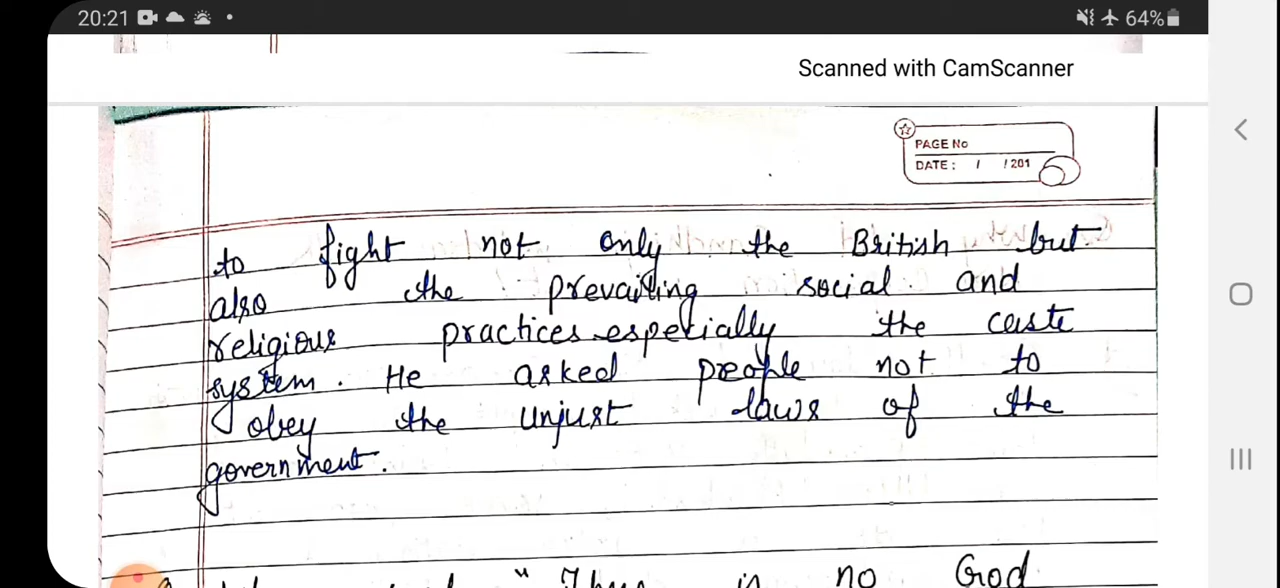 20:21
64%
Scanned with CamScanner
PAGE NO
DATE: / /201
to fight not only the British but
also the prevailing social and
religious practices especially the caste
system. He asked people not to
obey the unjust laws of the
government.
" is no God